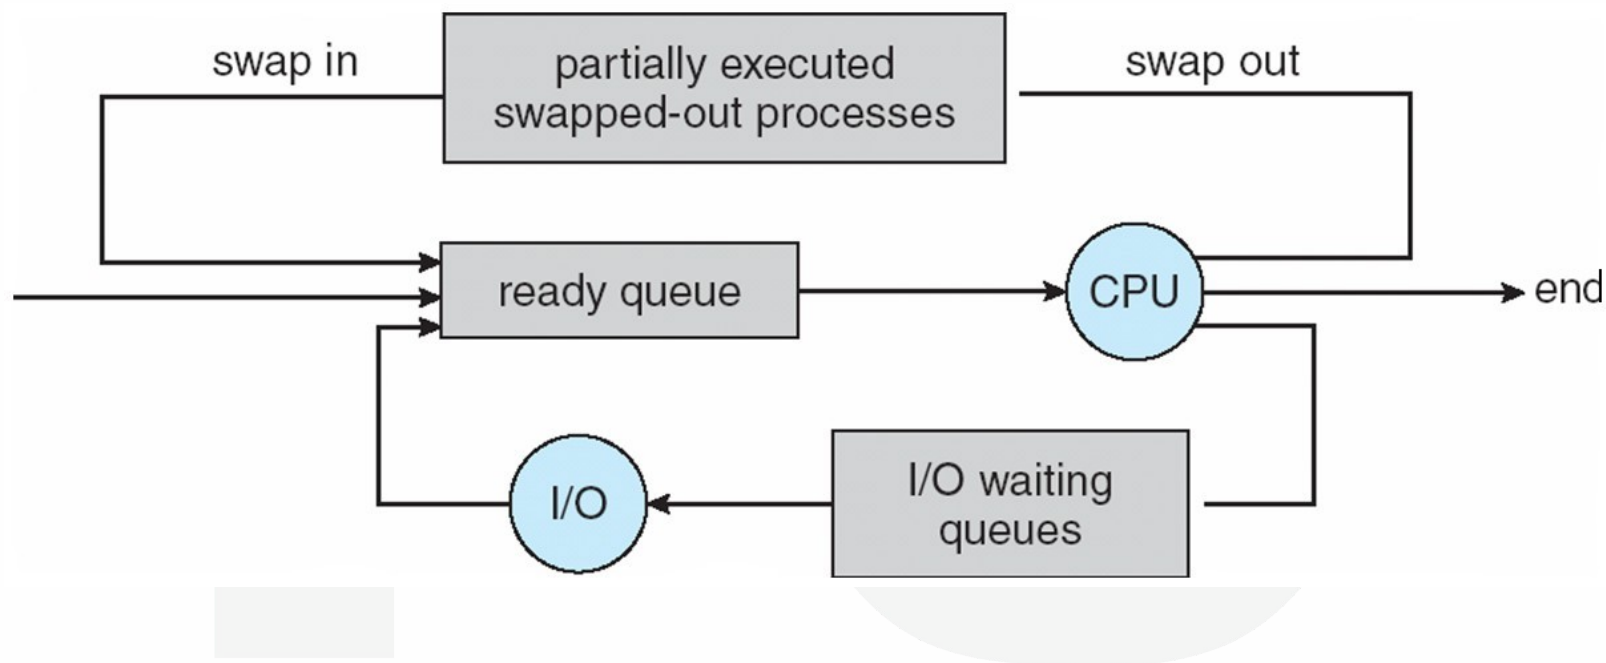 swap in
partially executed
swapped-out processes
swap out
ready queue
CPU
end
I/O
I/O waiting
queues